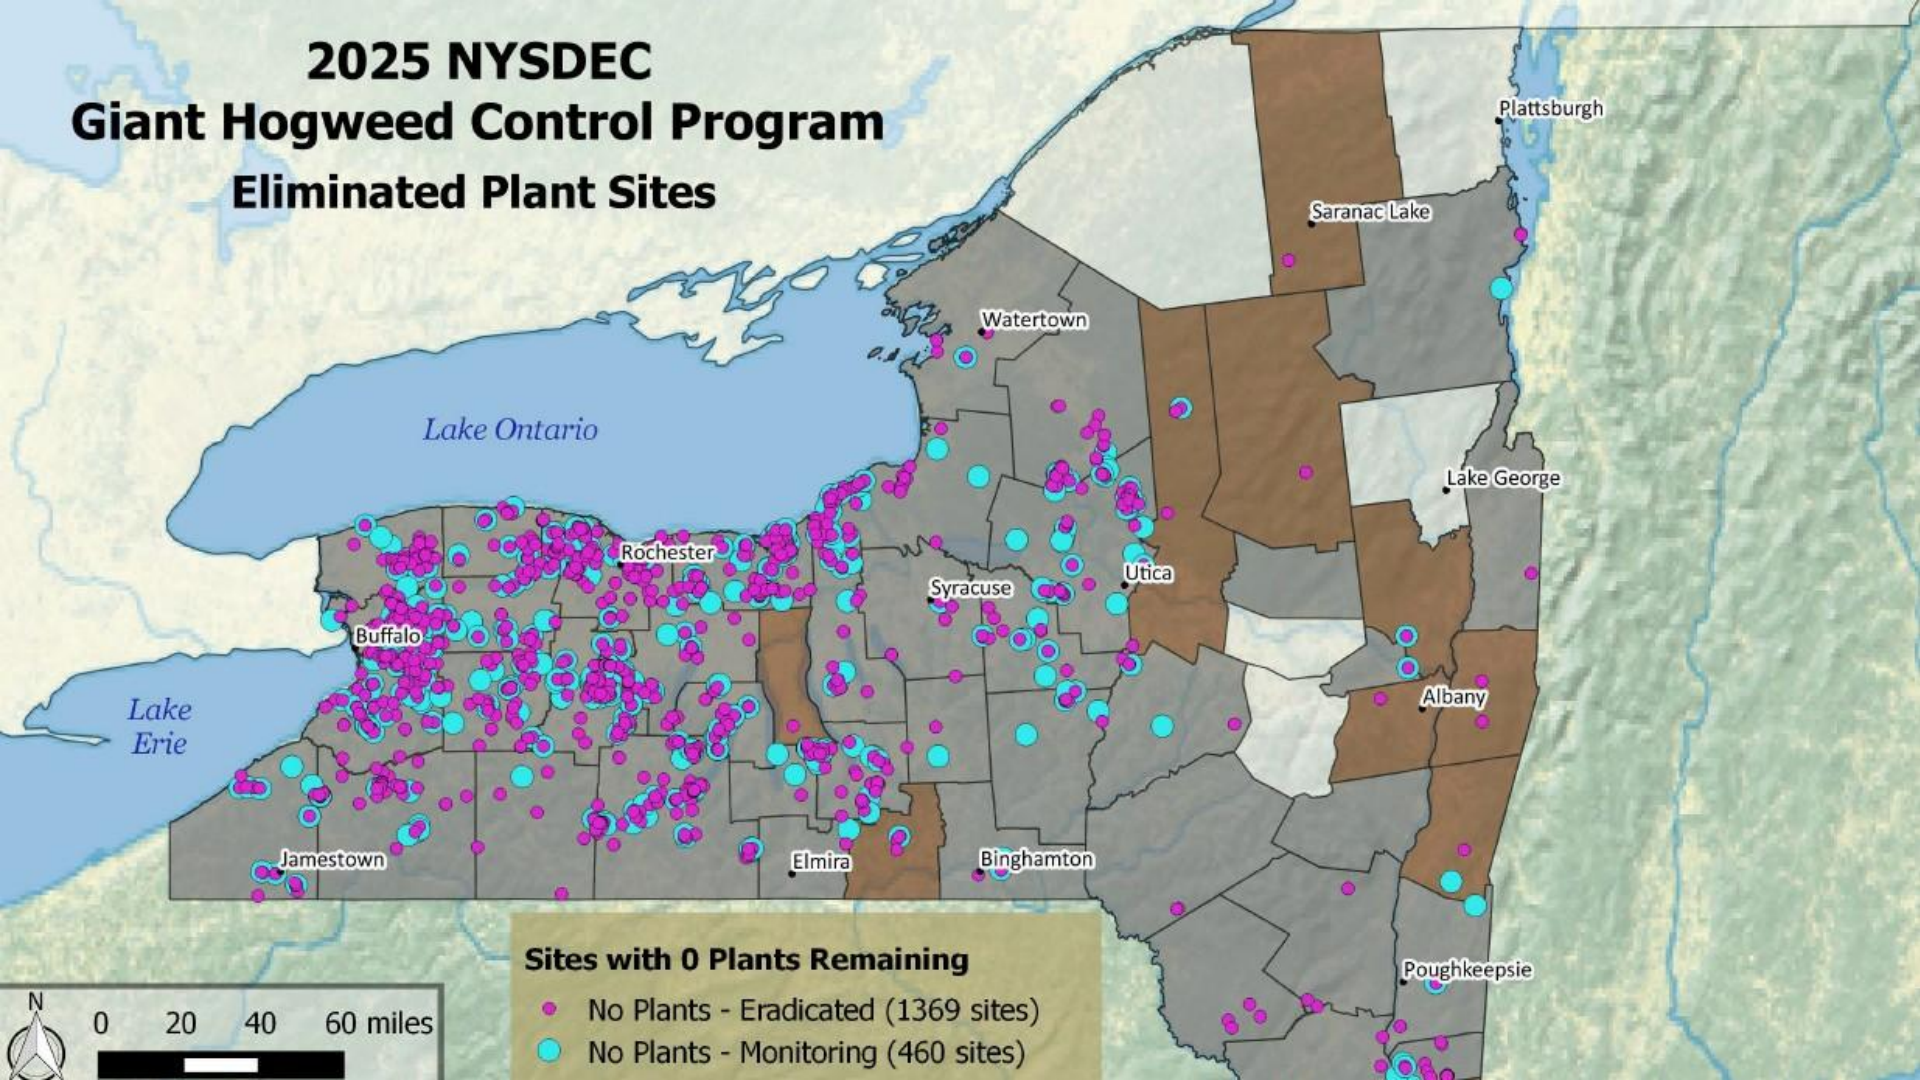 2025 NYSDEC
Giant Hogweed Control Program
Eliminated Plant Sites
Plattsburgh
Saranac Lake
Watertown
Lake Ontario
Lake George
Rochester
Utica
Syracuse
Buffalo
Albany
Lake
Erie
Jamestown
Elmira
Binghamton
Poughkeepsie
Sites with 0 Plants Remaining
No Plants - Eradicated (1369 sites)
No Plants - Monitoring (460 sites)
N
0 20 40 60 miles